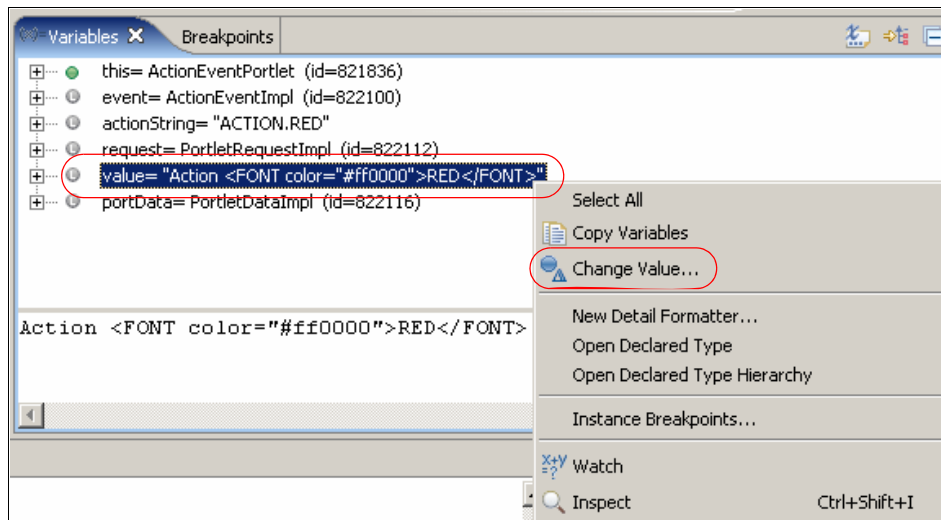 Variables Breakpoints
this= ActionEventPortlet (id=821836)
event= ActionEventImpl (id=822100)
actionString= "ACTION.RED"
request= PortletRequestImpl (id=822112)
value= "Action <FONT color="#ff0000">RED</FONT>"
portData= PortletDataImpl (id=822116)
Select All
Copy Variables
Change Value...
New Detail Formatter...
Open Declared Type
Open Declared Type Hierarchy
Instance Breakpoints...
Watch
Inspect Ctrl+Shift+I
Action <FONT color="#ff0000">RED</FONT>